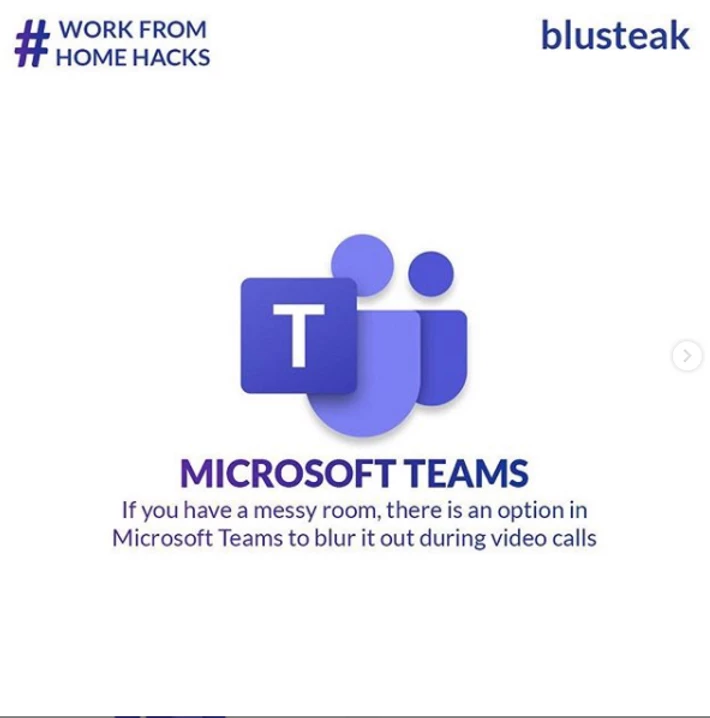 # WORK FROM
HOME HACKS
blusteak
T
MICROSOFT TEAMS
If you have a messy room, there is an option in
Microsoft Teams to blur it out during video calls